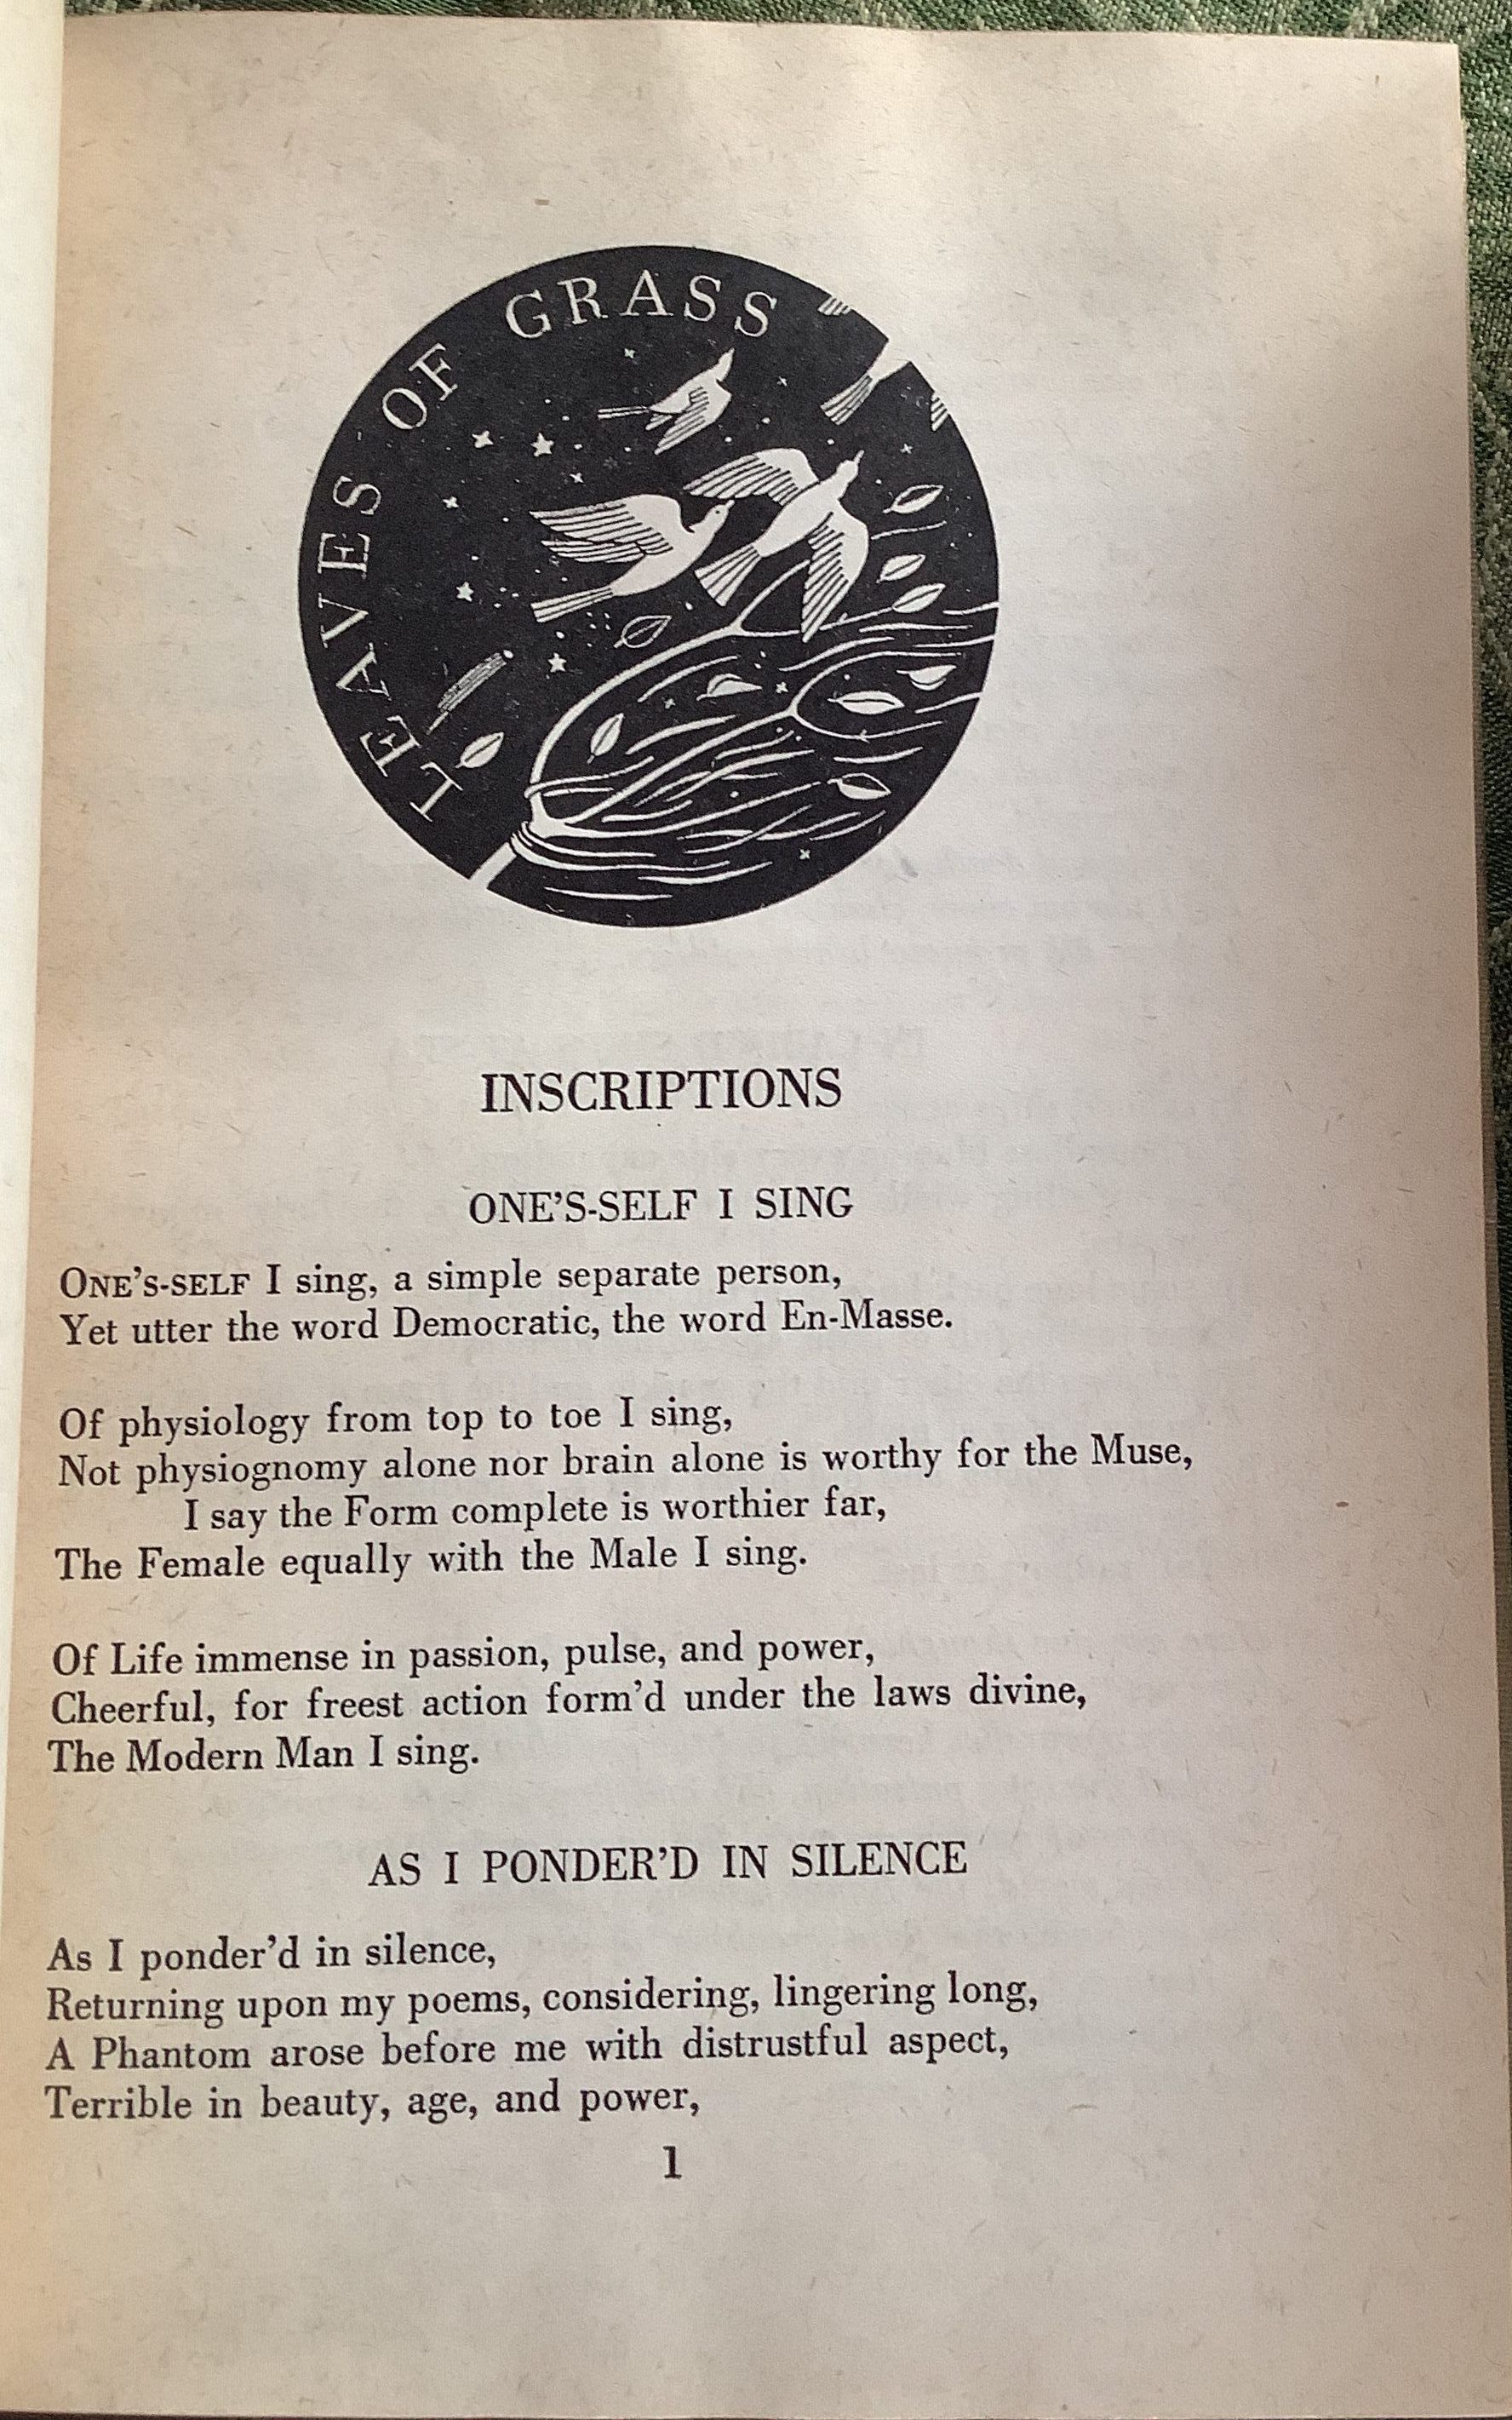 LEAVES OF GRASS
INSCRIPTIONS
ONE'S-SELF I SING
ONE'S-SELF I sing, a simple separate person,
Yet utter the word Democratic, the word En-Masse.
Of physiology from top to toe I sing,
Not physiognomy alone nor brain alone is worthy for the Muse,
I say the Form complete is worthier far,
The Female equally with the Male I sing.
Of Life immense in passion, pulse, and power,
Cheerful, for freest action form'd under the laws divine,
The Modern Man I sing.
AS I PONDER'D IN SILENCE
As I ponder'd in silence,
Returning upon my poems, considering, lingering long,
A Phantom arose before me with distrustful aspect,
Terrible in beauty, age, and power,
1